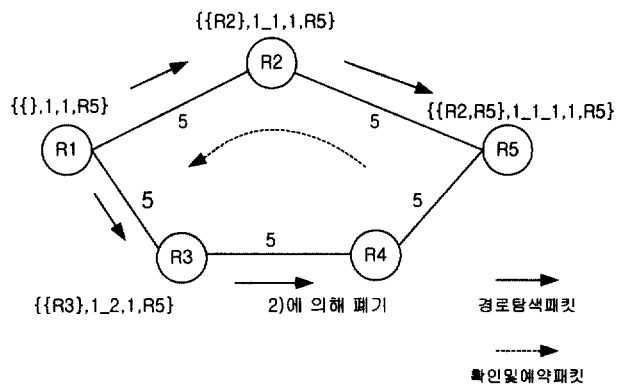 {{R2},1_1,1,R5}
R2
{{},1,1,R5}
{{R2,R5},1_1_1,1,R5}
5
5
R1
R5
5
5
5
R3
R4
{{R3},1_2,1,R5}
2)에 의해 폐기
경로탐색패킷
확인및예약패킷